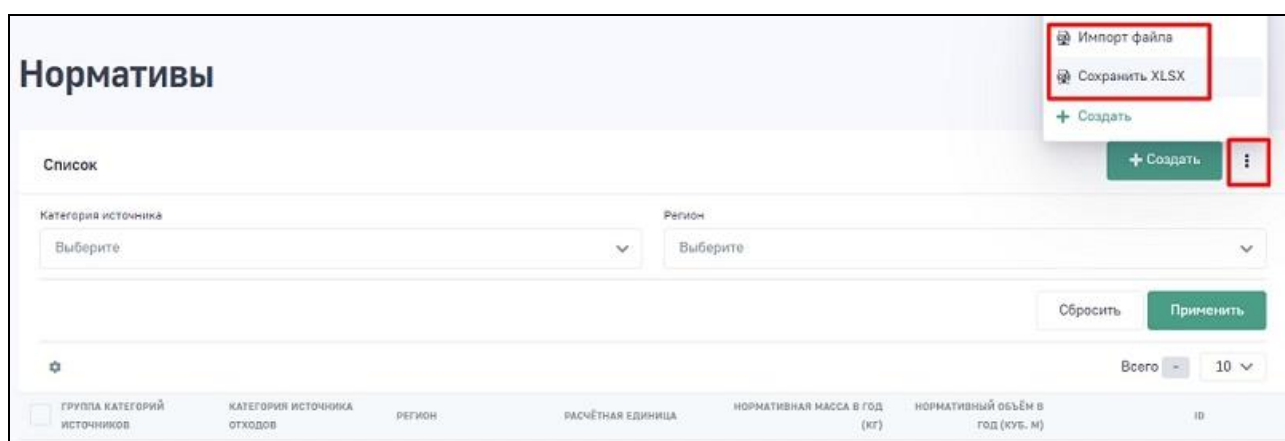 Импорт файла
Нормативы
Сохранить XLSX
+ Создать
Список
+ Создать
Категория источника
Регион
Выберите
Выберите
Сбросить
Применить
Всего -
10
ГРУППА КАТЕГОРИЙ ИСТОЧНИКОВ
КАТЕГОРИЯ ИСТОЧНИКА ОТХОДОВ
РЕГИОН
РАСЧЁТНАЯ ЕДИНИЦА
НОРМАТИВНАЯ МАССА В ГОД (КГ)
НОРМАТИВНЫЙ ОБЪЁМ В ГОД (КУБ. М)
ID